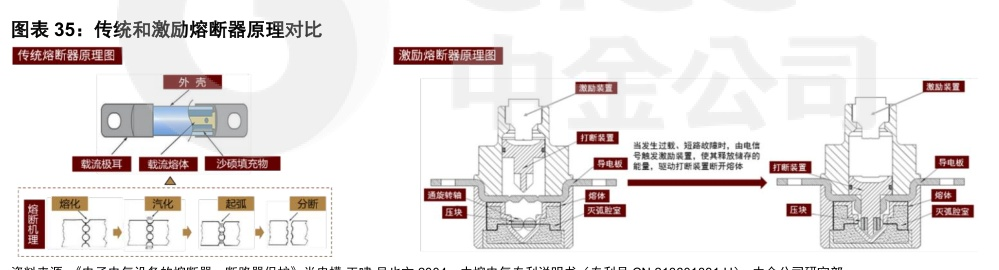 图表 35：传统和激励熔断器原理对比
传统熔断器原理图
外 壳
载流极耳
载流熔体
沙硕填充物
熔断机理
熔化
汽化
起弧
分断
激励熔断器原理图
激励装置
打断装置
导电板
通旋转轴
熔体
压块
灭弧腔室
当发生过载、短路故障时，由电信
号触发激励装置，使其释放储存的
能量，驱动打断装置断开熔体
激励装置
打断装置
导电板
熔体
压块
灭弧腔室
中金公司